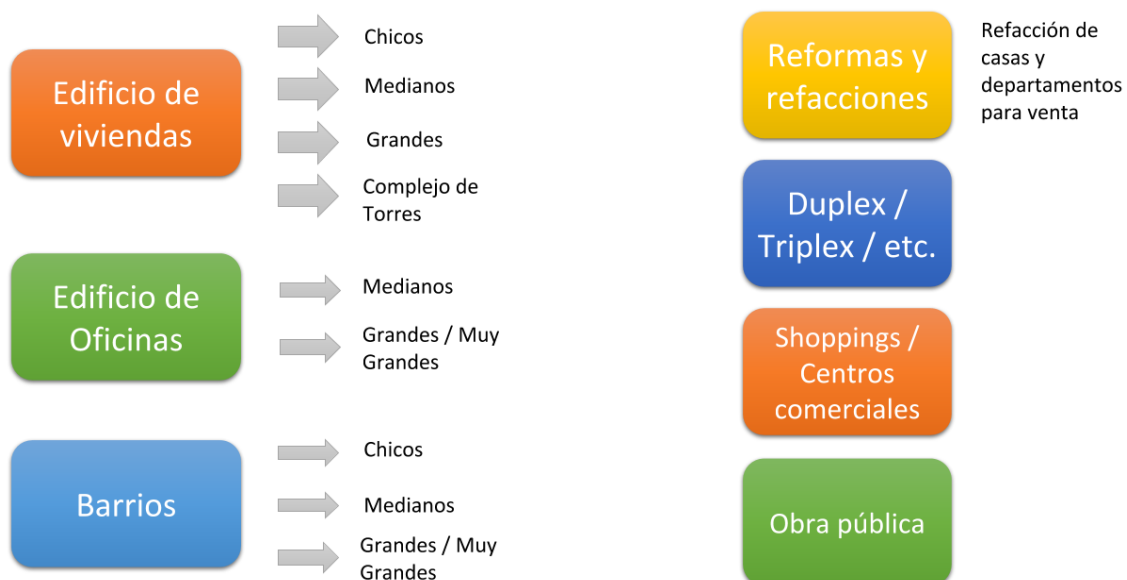 Edificio de
viviendas
Chicos
Medianos
Grandes
Complejo de
Torres
Edificio de
Oficinas
Medianos
Grandes / Muy
Grandes
Barrios
Chicos
Medianos
Grandes / Muy
Grandes
Reformas y
refacciones
Refacción de
casas y
departamentos
para venta
Duplex /
Triplex / etc.
Shoppings /
Centros
comerciales
Obra pública